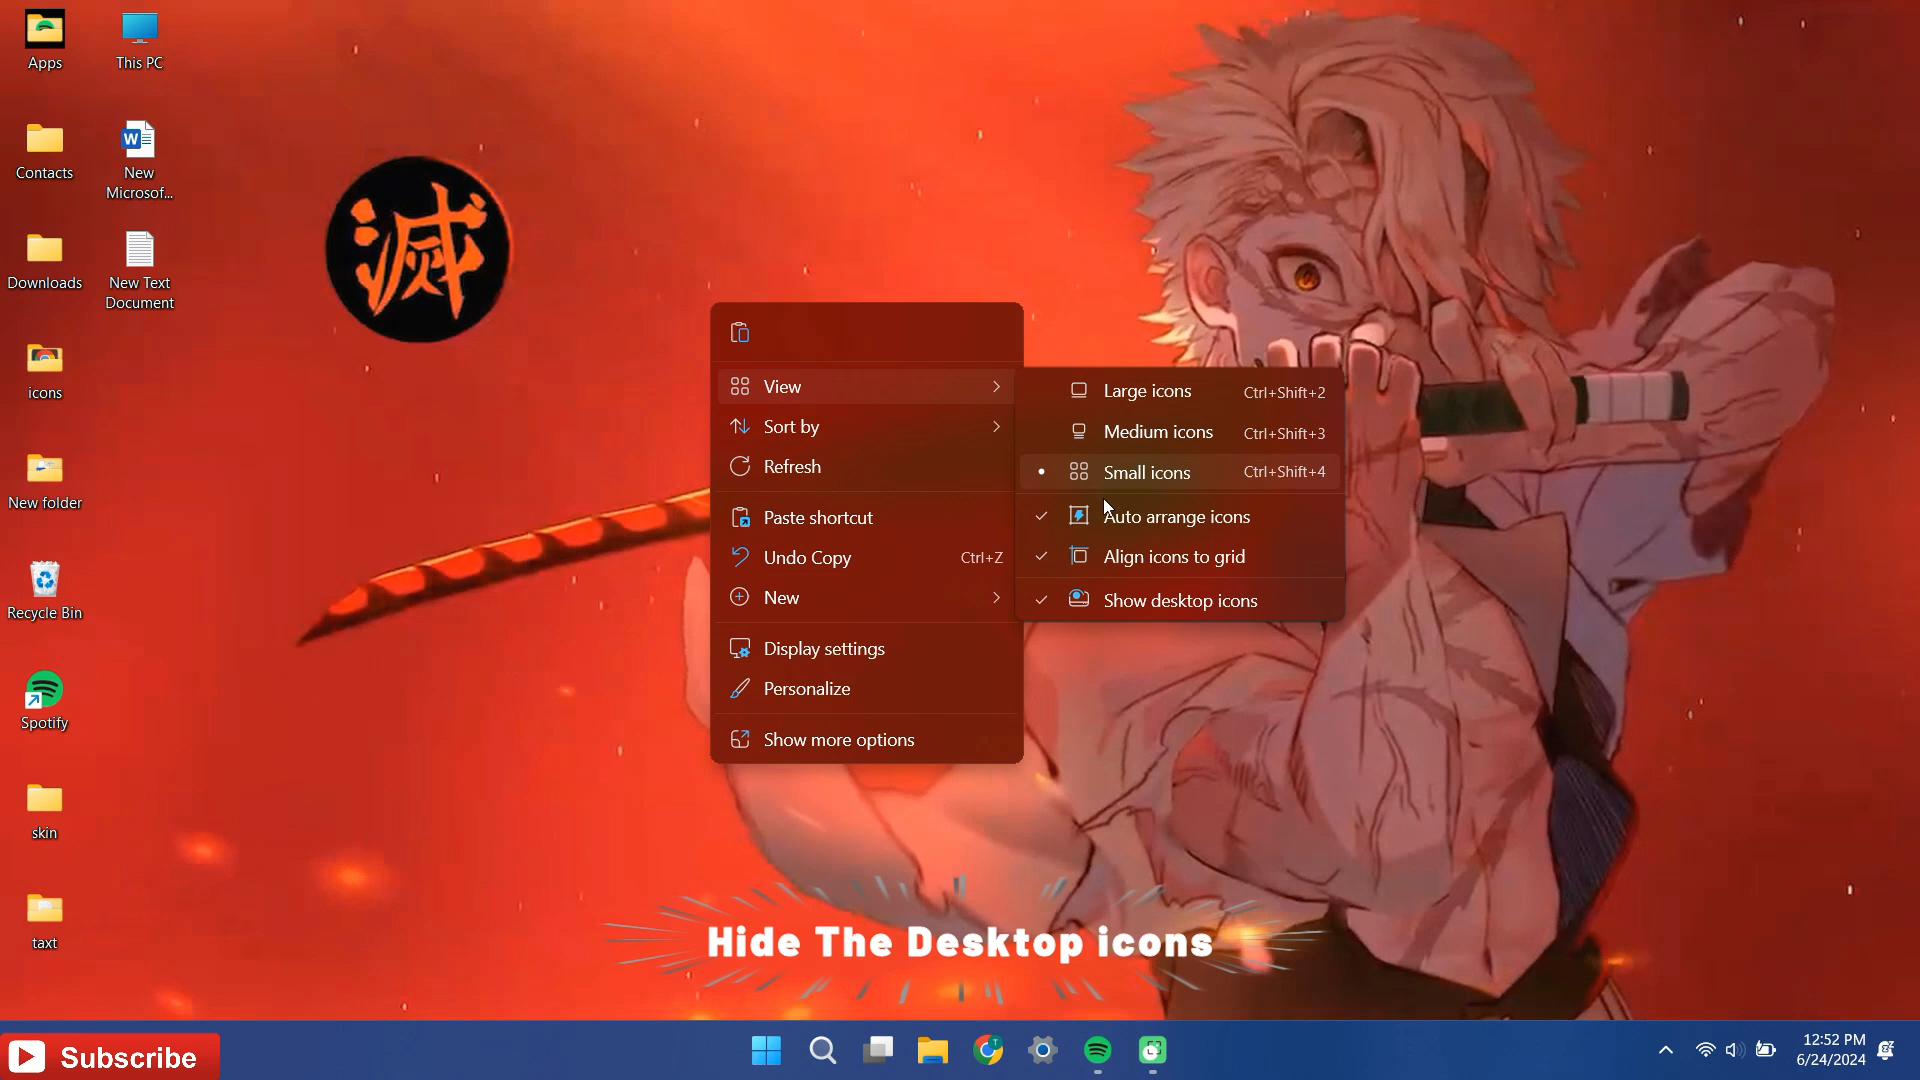 Apps
This PC
Contacts
New
Microsof...
Downloads
New Text
Document
icons
New folder
Recycle Bin
Spotify
skin
taxt
滅
View
Sort by
Refresh
Paste shortcut
Undo Copy Ctrl+Z
New
Display settings
Personalize
Show more options
Large icons Ctrl+Shift+2
Medium icons Ctrl+Shift+3
Small icons Ctrl+Shift+4
Auto arrange icons
Align icons to grid
Show desktop icons
Hide The Desktop icons
Subscribe
12:52 PM
6/24/2024